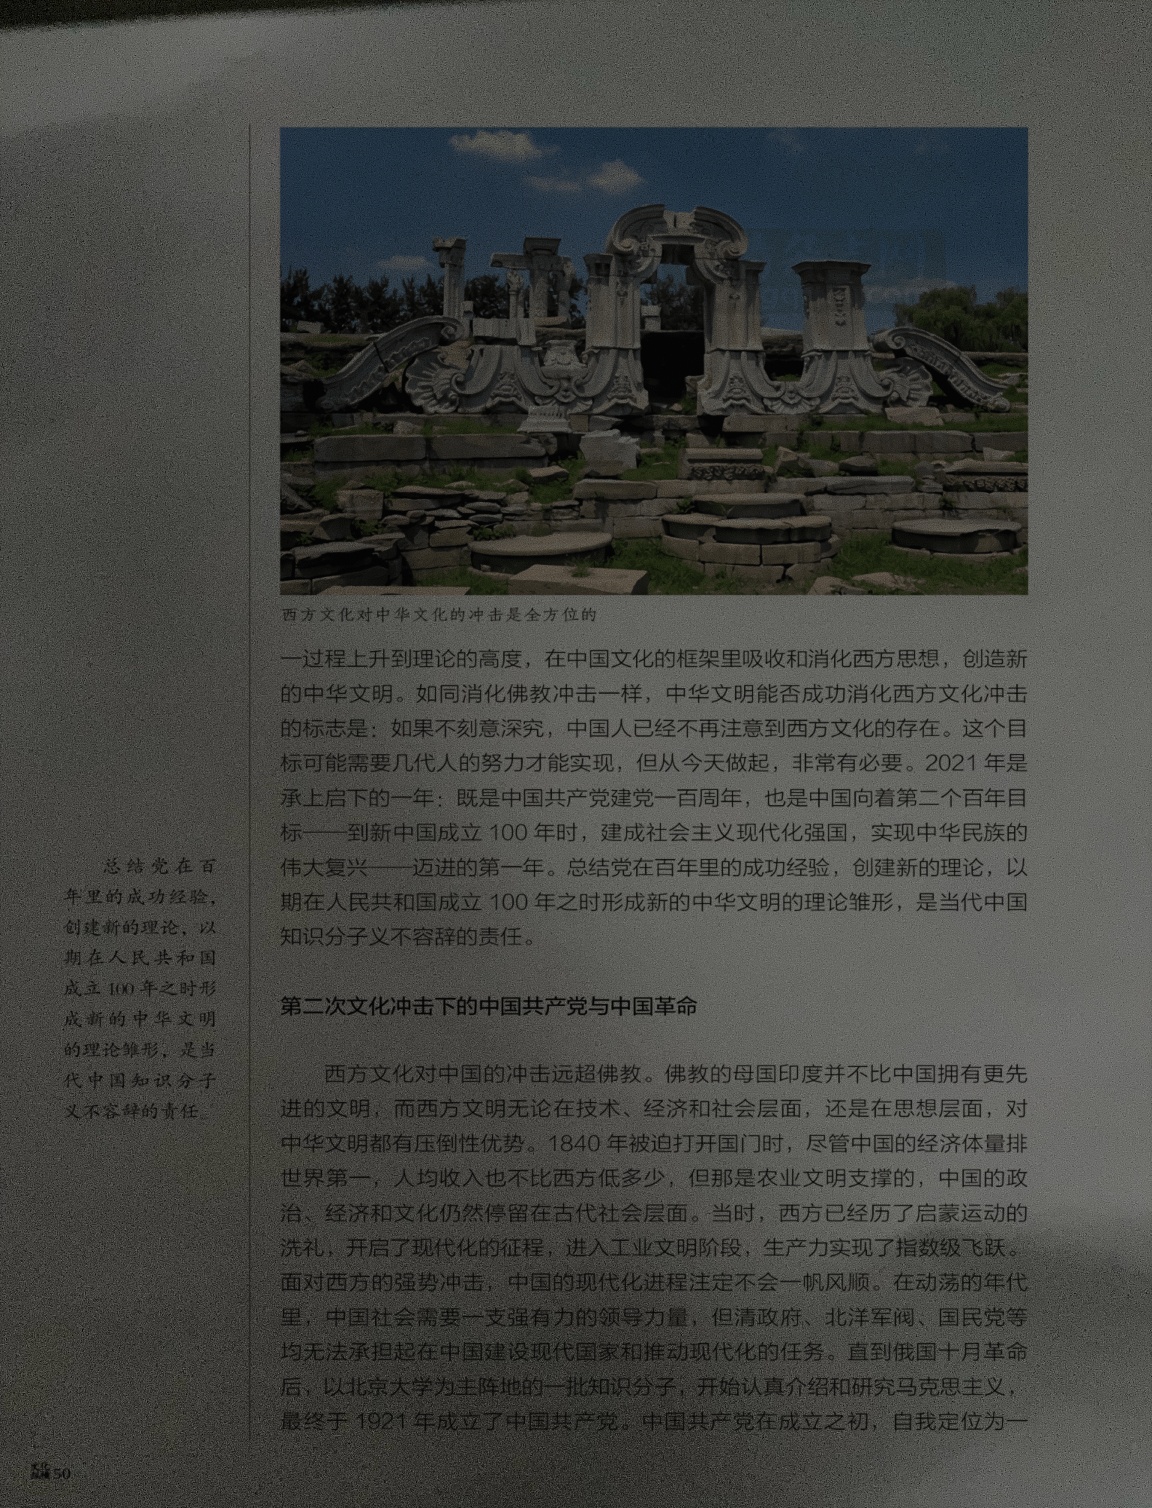 西方文化对中华文化的冲击是全方位的
一过程上升到理论的高度，在中国文化的框架里吸收和消化西方思想，创造新
的中华文明。如同消化佛教冲击一样，中华文明能否成功消化西方文化冲击
的标志是：如果不刻意深究，中国人已经不再注意到西方文化的存在。这个目
标可能需要几代人的努力才能实现，但从今天做起，非常有必要。2021 年是
承上启下的一年：既是中国共产党建党一百周年，也是中国向着第二个百年目
标——到新中国成立 100 年时，建成社会主义现代化强国，实现中华民族的
伟大复兴——迈进的第一年。总结党在百年里的成功经验，创建新的理论，以
期在人民共和国成立 100 年之时形成新的中华文明的理论雏形，是当代中国
知识分子义不容辞的责任。
总结党在百
年里的成功经验，
创建新的理论，以
期在人民共和国
成立 100 年之时形
成新的中华文明
的理论雏形，是当
代中国知识分子
义不容辞的责任。
第二次文化冲击下的中国共产党与中国革命
西方文化对中国的冲击远超佛教。佛教的母国印度并不比中国拥有更先
进的文明，而西方文明无论在技术、经济和社会层面，还是在思想层面，对
中华文明都有压倒性优势。1840 年被迫打开国门时，尽管中国的经济体量排
世界第一，人均收入也不比西方低多少，但那是农业文明支撑的，中国的政
治、经济和文化仍然停留在古代社会层面。当时，西方已经历了启蒙运动的
洗礼，开启了现代化的征程，进入工业文明阶段，生产力实现了指数级飞跃。
面对西方的强势冲击，中国的现代化进程注定不会一帆风顺。在动荡的年代
里，中国社会需要一支强有力的领导力量，但清政府、北洋军阀、国民党等
均无法承担起在中国建设现代国家和推动现代化的任务。直到俄国十月革命
后，以北京大学为主阵地的一批知识分子，开始认真介绍和研究马克思主义，
最终于 1921 年成立了中国共产党。中国共产党在成立之初，自我定位为一
50